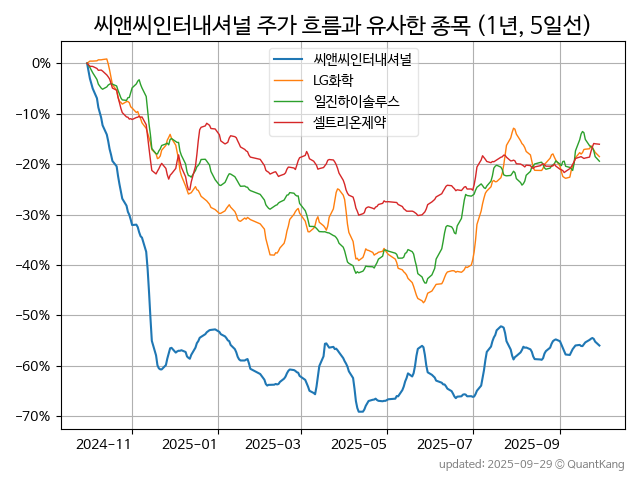 씨앤씨인터내셔널 주가 흐름과 유사한 종목 (1년, 5일선)
씨앤씨인터내셔널
LG화학
일진하이솔루스
셀트리온제약
0%
−10%
−20%
−30%
−40%
−50%
−60%
−70%
2024−11 2025−01 2025−03 2025−05 2025−07 2025−09
updated: 2025-09-29 © QuantKang